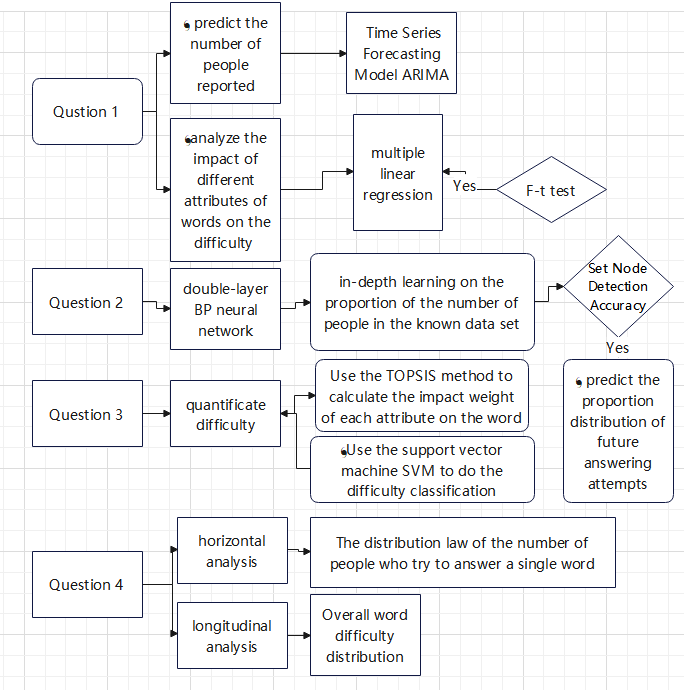 predict the
number of
people
reported
Time Series
Forecasting
Model ARIMA
Qustion 1
analyze the
impact of
different
attributes of
words on the
difficulty
multiple
linear
regression
Yes
F-t test
Question 2
double-layer
BP neural
network
in-depth learning on the
proportion of the number of
people in the known data set
Set Node
Detection
Accuracy
Yes
Question 3
quantificate
difficulty
Use the TOPSIS method to
calculate the impact weight
of each attribute on the word
Use the support vector
machine SVM to do the
difficulty classification
predict the
proportion
distribution of
future
answering
attempts
Question 4
horizontal
analysis
The distribution law of the number of
people who try to answer a single word
longitudinal
analysis
Overall word
difficulty
distribution